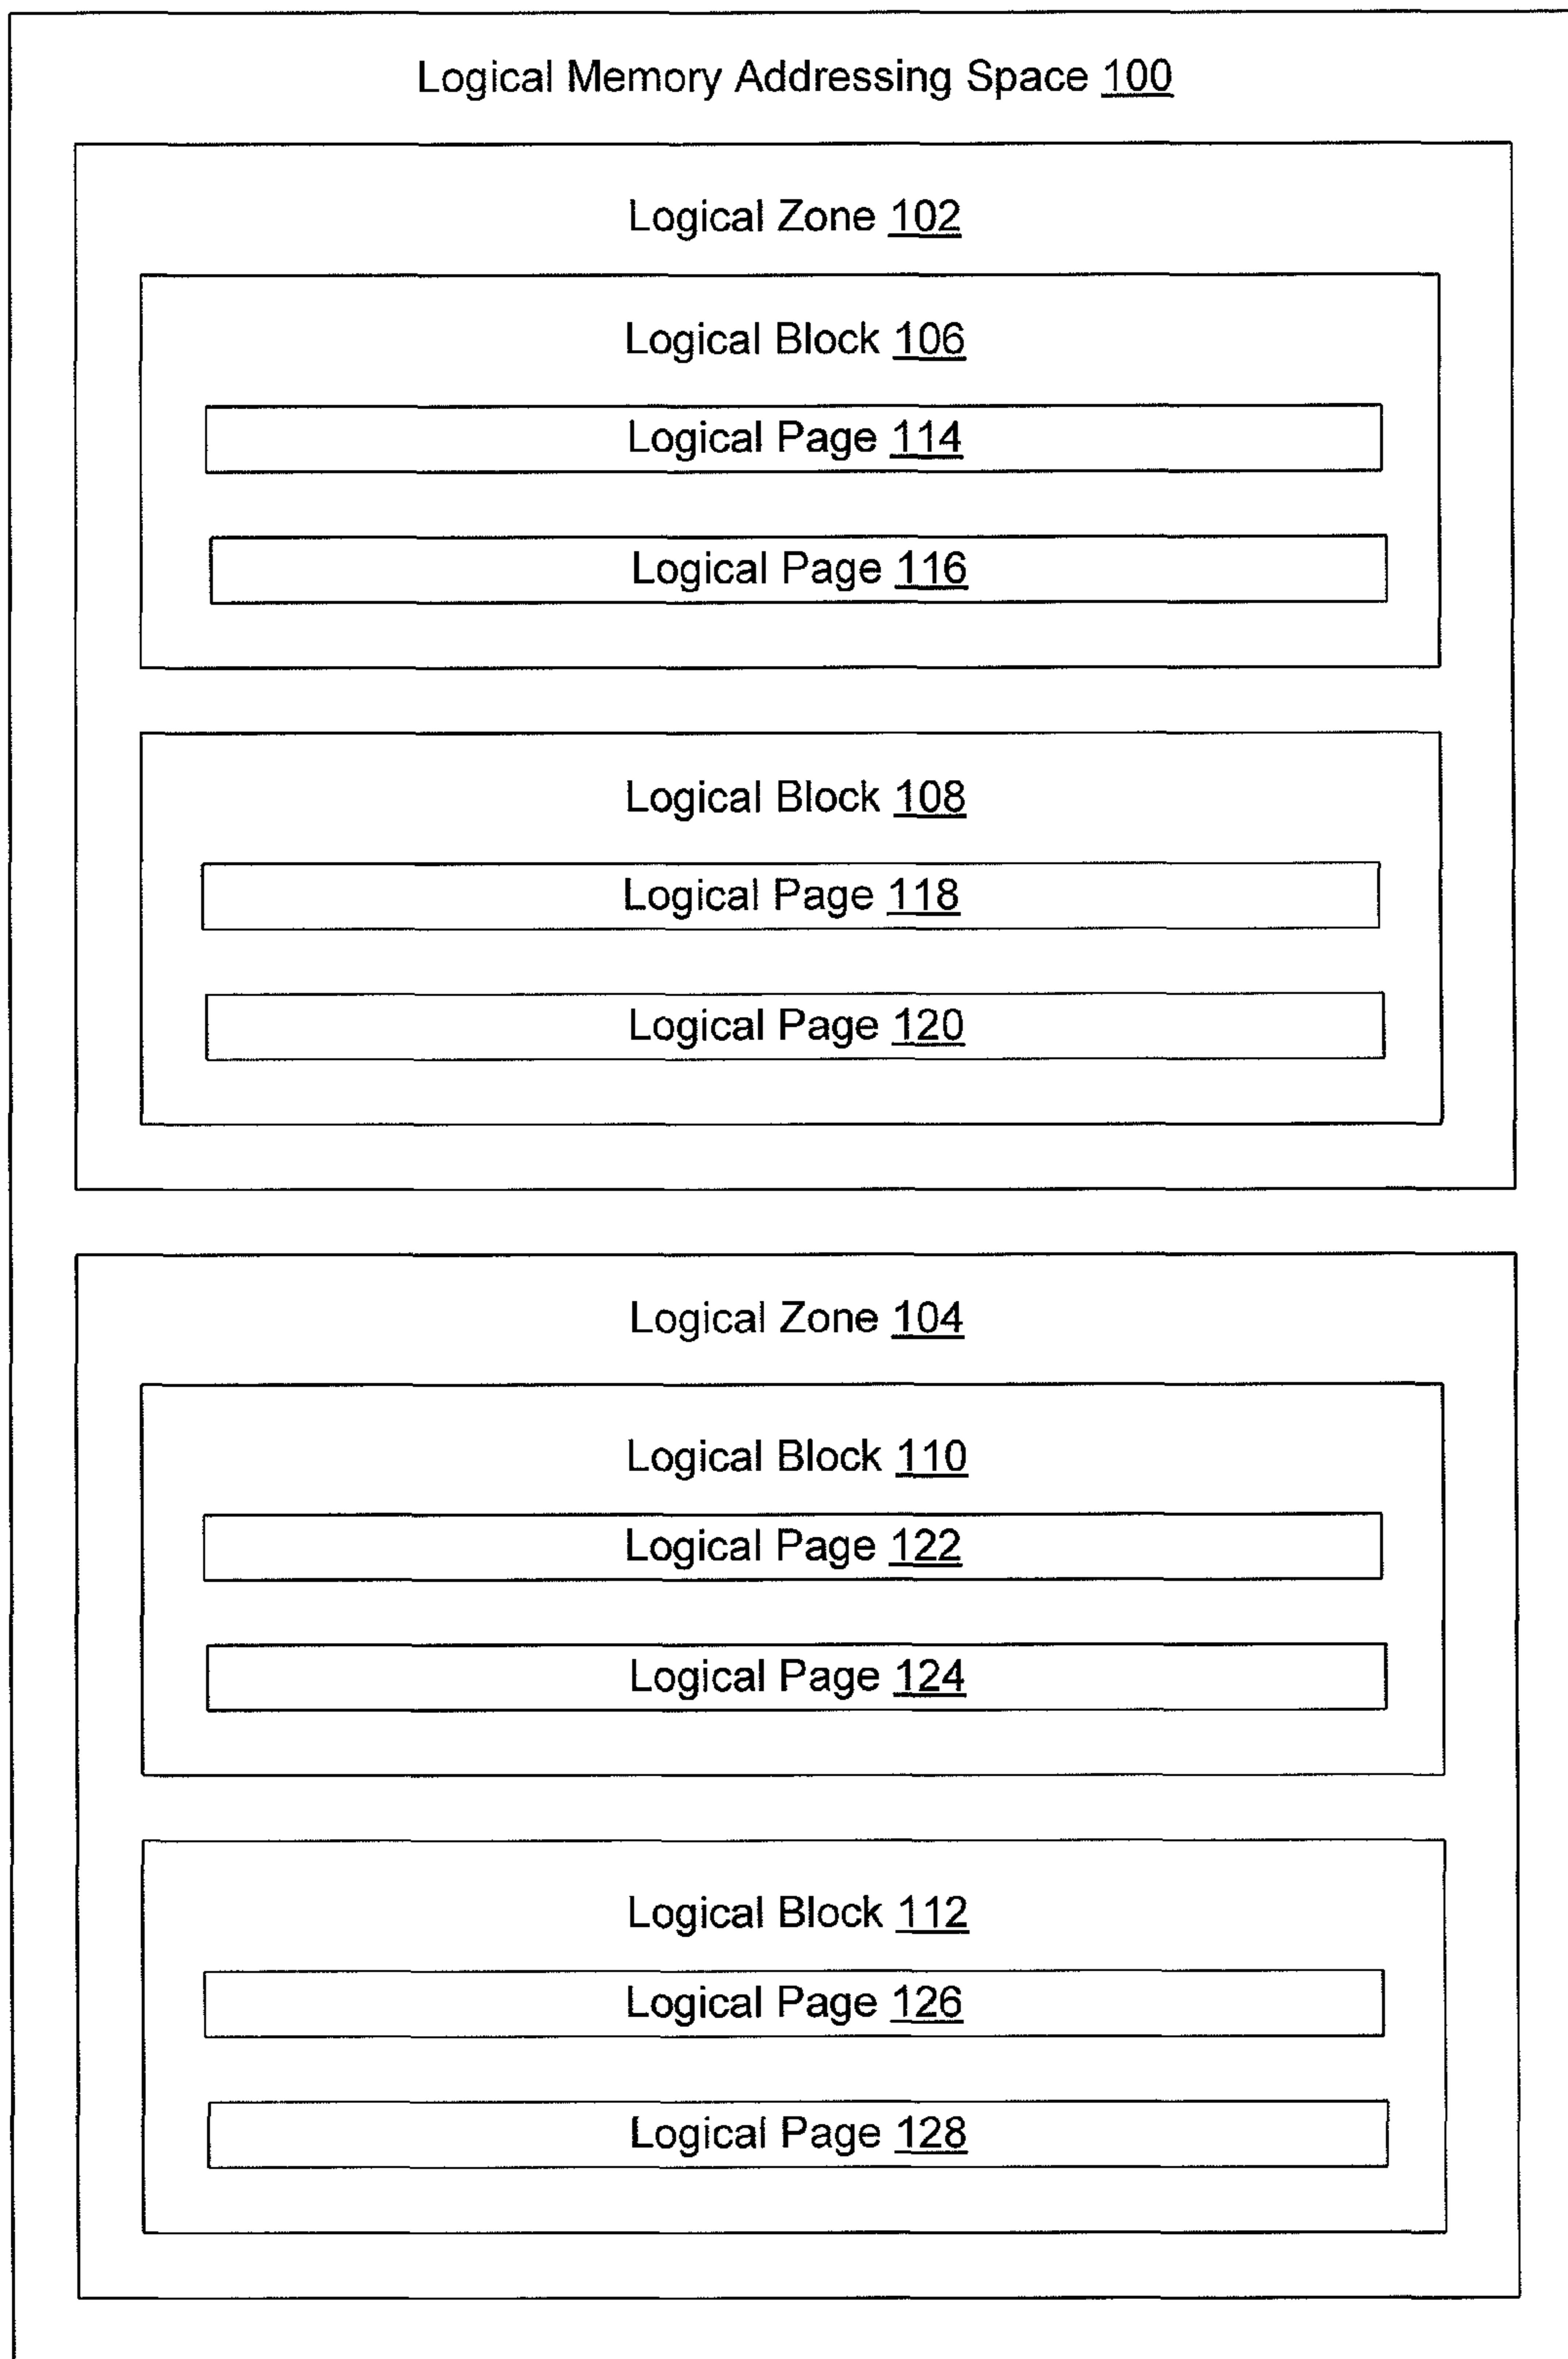 Logical Memory Addressing Space 100
Logical Zone 102
Logical Block 106
Logical Page 114
Logical Page 116
Logical Block 108
Logical Page 118
Logical Page 120
Logical Zone 104
Logical Block 110
Logical Page 122
Logical Page 124
Logical Block 112
Logical Page 126
Logical Page 128